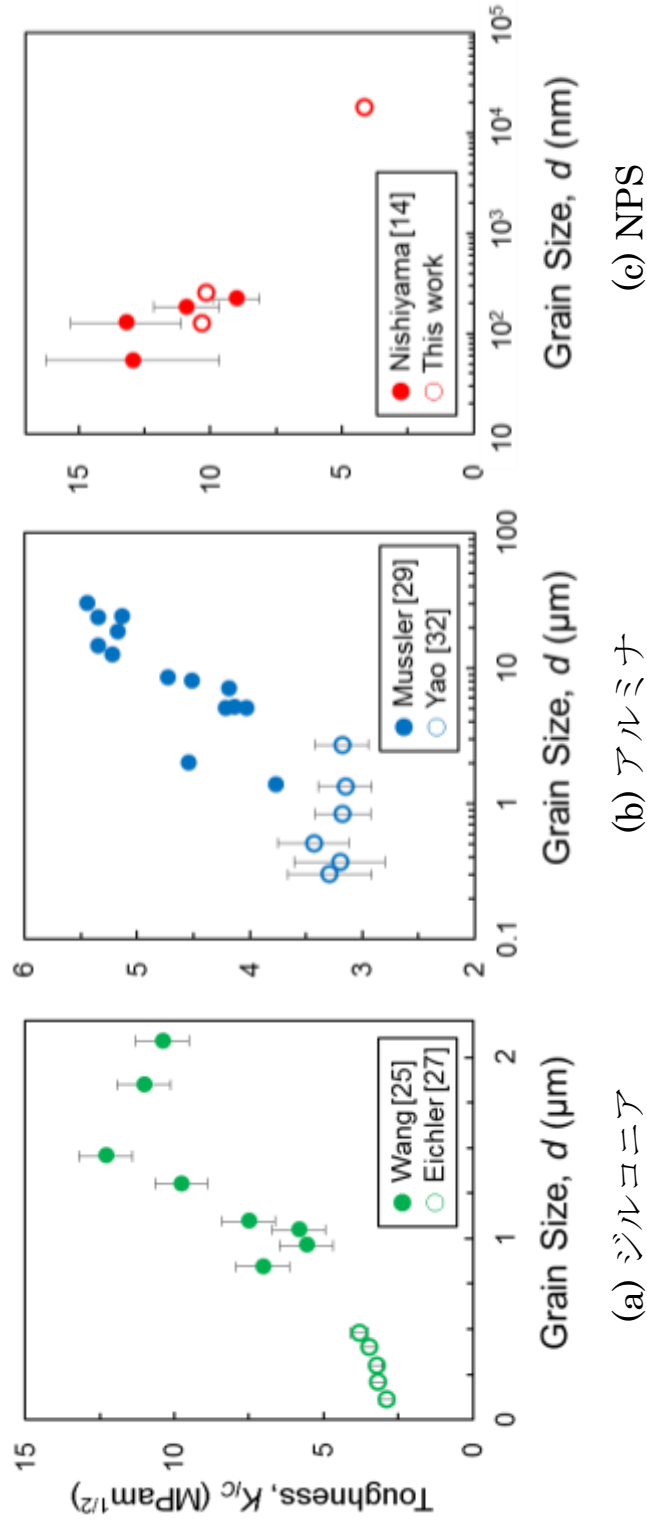 Toughness, K_IC (MPam^1/2)
15
10
5
0
0
1
2
Grain Size, d (μm)
Wang [25]
Eichler [27]
(a) ジルコニア
6
5
4
3
2
0.1
1
10
100
Grain Size, d (μm)
Mussler [29]
Yao [32]
(b) アルミナ
15
10
5
0
10
10^2
10^3
10^4
10^5
Grain Size, d (nm)
Nishiyama [14]
This work
(c) NPS